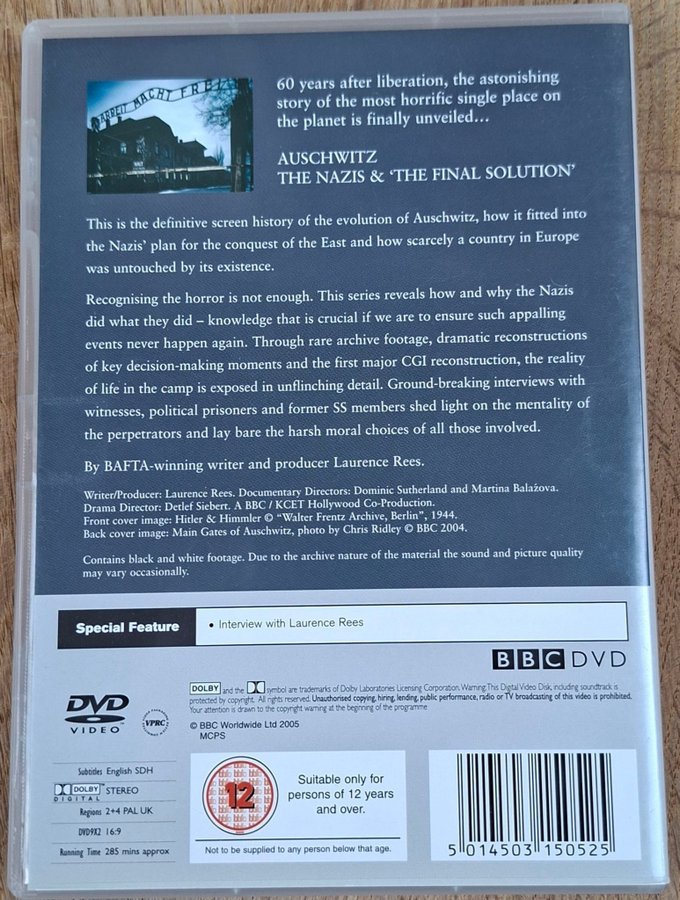 ARBEIT MACHT FREI
60 years after liberation, the astonishing
story of the most horrific single place on
the planet is finally unveiled...
AUSCHWITZ
THE NAZIS & ‘THE FINAL SOLUTION’
This is the definitive screen history of the evolution of Auschwitz, how it fitted into
the Nazis’ plan for the conquest of the East and how scarcely a country in Europe
was untouched by its existence.
Recognising the horror is not enough. This series reveals how and why the Nazis
did what they did – knowledge that is crucial if we are to ensure such appalling
events never happen again. Through rare archive footage, dramatic reconstructions
of key decision-making moments and the first major CGI reconstruction, the reality
of life in the camp is exposed in unflinching detail. Ground-breaking interviews with
witnesses, political prisoners and former SS members shed light on the mentality of
the perpetrators and lay bare the harsh moral choices of all those involved.
By BAFTA-winning writer and producer Laurence Rees.
Writer/Producer: Laurence Rees. Documentary Directors: Dominic Sutherland and Martina Balazova.
Drama Director: Detlef Siebert. A BBC / KCET Hollywood Co-Production.
Front cover image: Hitler & Himmler © “Walter Frentz Archive, Berlin”, 1944.
Back cover image: Main Gates of Auschwitz, photo by Chris Ridley © BBC 2004.
Contains black and white footage. Due to the archive nature of the material the sound and picture quality
may vary occasionally.
Special Feature
• Interview with Laurence Rees
BBC DVD
DOLBY and the symbol are trademarks of Dolby Laboratories Licensing Corporation. Warning: This Digital Video Disk, including soundtrack is
protected by copyright. All rights reserved. Unauthorised copying, hiring, lending, public performance, radio or TV broadcasting of this video is prohibited.
Your attention is drawn to the copyright warning at the beginning of the programme
© BBC Worldwide Ltd 2005
MCPS
DVD
VIDEO
VPRC
Subtitles English SDH
DOLBY STEREO
DIGITAL
Regions 2+4 PAL UK
DVD9X2 16:9
Running Time 285 mins approx
bbfc
12
Suitable only for
persons of 12 years
and over.
Not to be supplied to any person below that age.
5 014503 150525